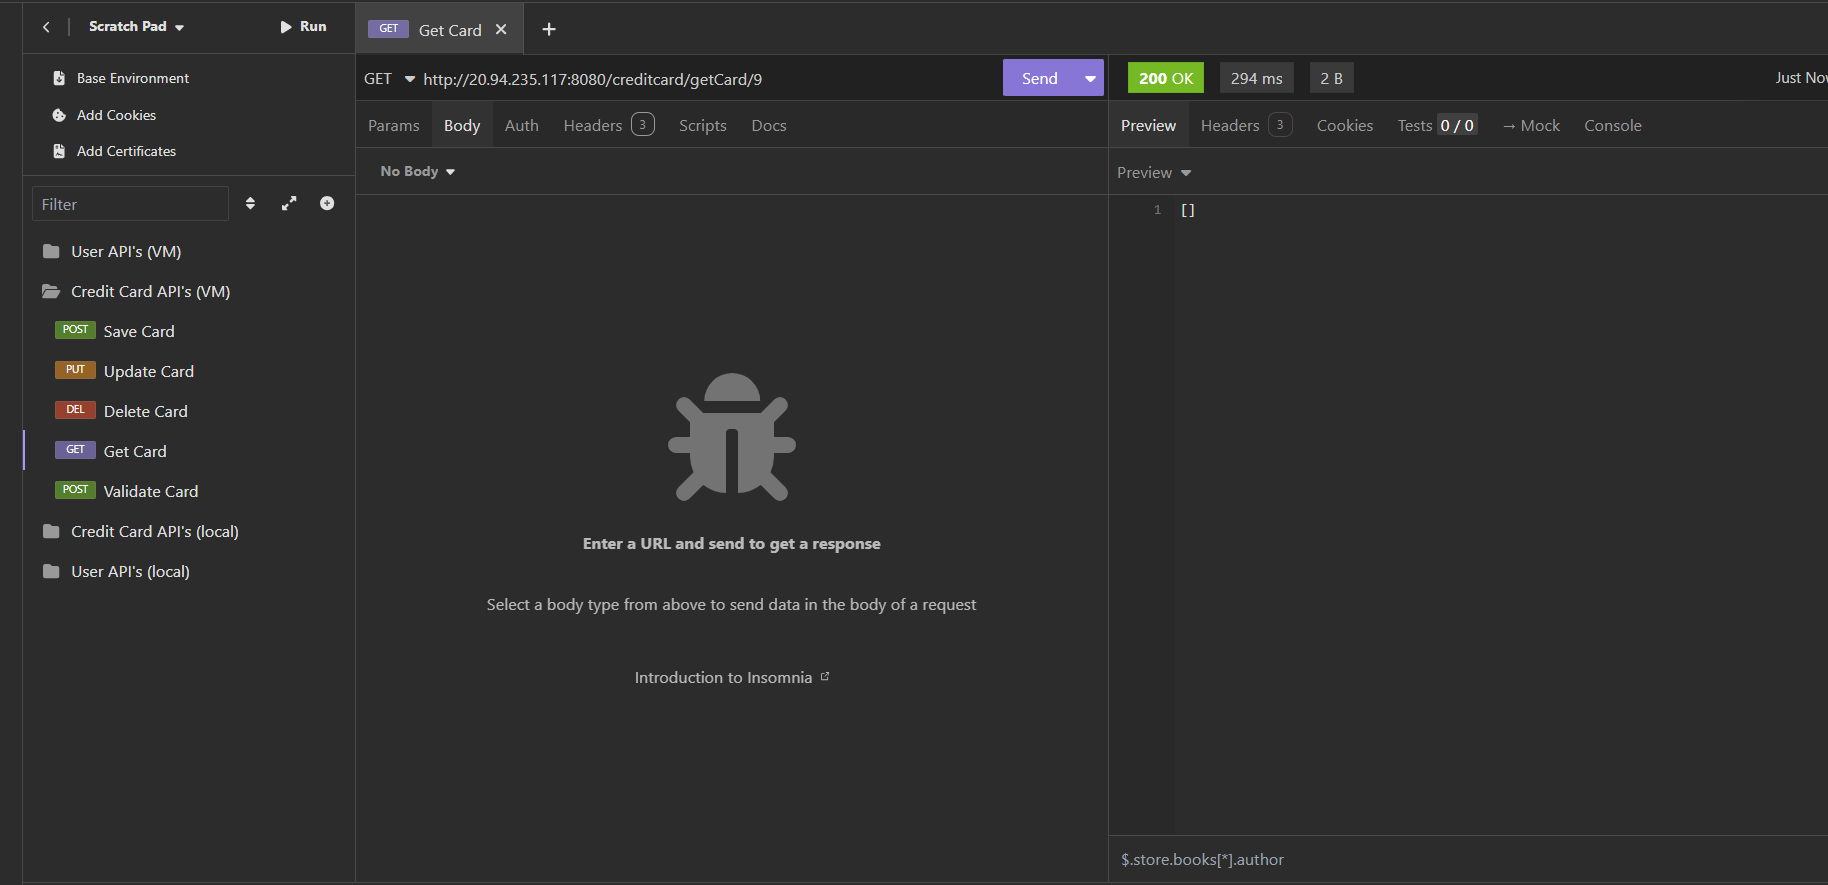 Scratch Pad
Run
Base Environment
Add Cookies
Add Certificates
Filter
User API's (VM)
Credit Card API's (VM)
POST Save Card
PUT Update Card
DEL Delete Card
GET Get Card
POST Validate Card
Credit Card API's (local)
User API's (local)
GET Get Card
GET http://20.94.235.117:8080/creditcard/getCard/9 Send
Params Body Auth Headers 3 Scripts Docs
No Body
Enter a URL and send to get a response
Select a body type from above to send data in the body of a request
Introduction to Insomnia
200 OK 294 ms 2 B Just Nov
Preview Headers 3 Cookies Tests 0 / 0 → Mock Console
Preview
1 []
$.store.books[*].author